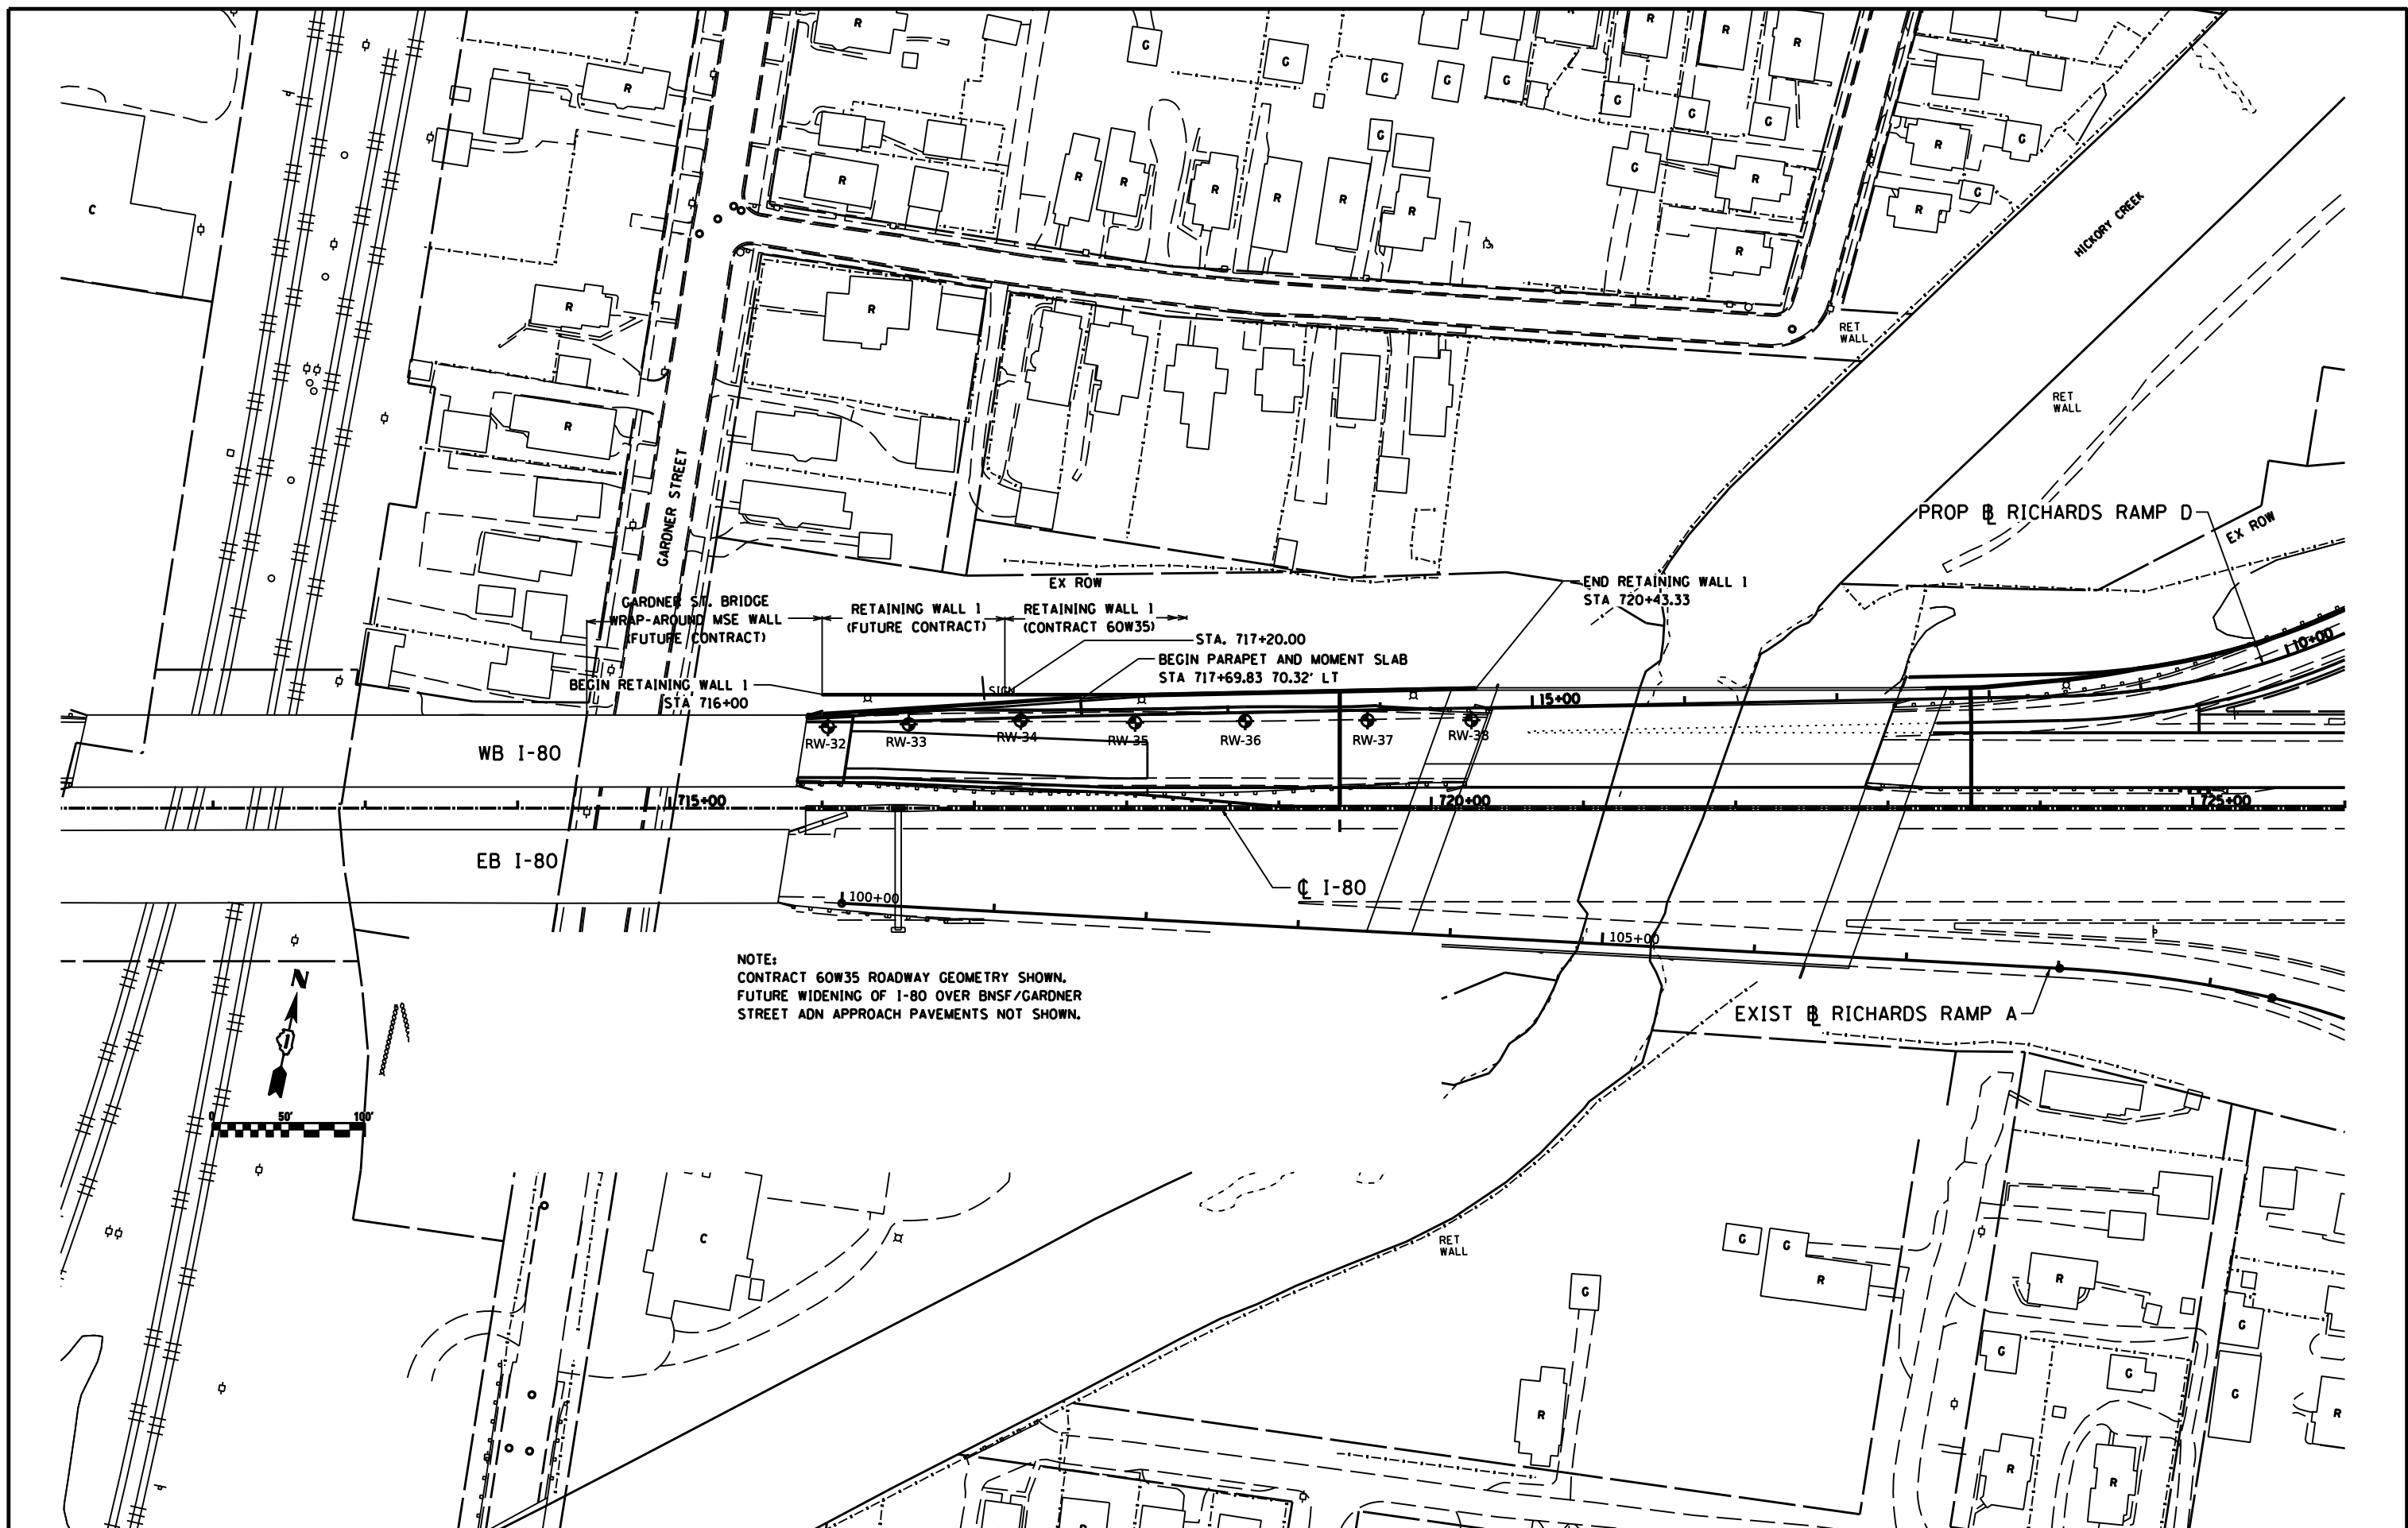 R
G
G
G
G
G
R
R
R
R
G
G
G
C
R
R
R
R
R
R
R
R
G
G
R
R
R
G
R
G
HICKORY CREEK
R
R
RET
WALL
R
GARDNER STREET
RET
WALL
PROP BL RICHARDS RAMP D
EX ROW
EX ROW
GARDNER ST. BRIDGE
WRAP-AROUND MSE WALL
(FUTURE CONTRACT)
RETAINING WALL 1
(FUTURE CONTRACT)
RETAINING WALL 1
(CONTRACT 60W35)
END RETAINING WALL 1
STA 720+43.33
STA. 717+20.00
BEGIN PARAPET AND MOMENT SLAB
STA 717+69.83 70.32' LT
110+00
BEGIN RETAINING WALL 1
STA 716+00
SIGN
15+00
RW-32
RW-33
RW-34
RW-35
RW-36
RW-37
RW-38
WB I-80
715+00
720+00
725+00
EB I-80
CL I-80
100+00
105+00
NOTE:
CONTRACT 60W35 ROADWAY GEOMETRY SHOWN.
FUTURE WIDENING OF I-80 OVER BNSF/GARDNER
STREET ADN APPROACH PAVEMENTS NOT SHOWN.
EXIST BL RICHARDS RAMP A
N
0 50' 100'
C
RET
WALL
G
G
R
R
G
G
G
G
G
R
R
R
R